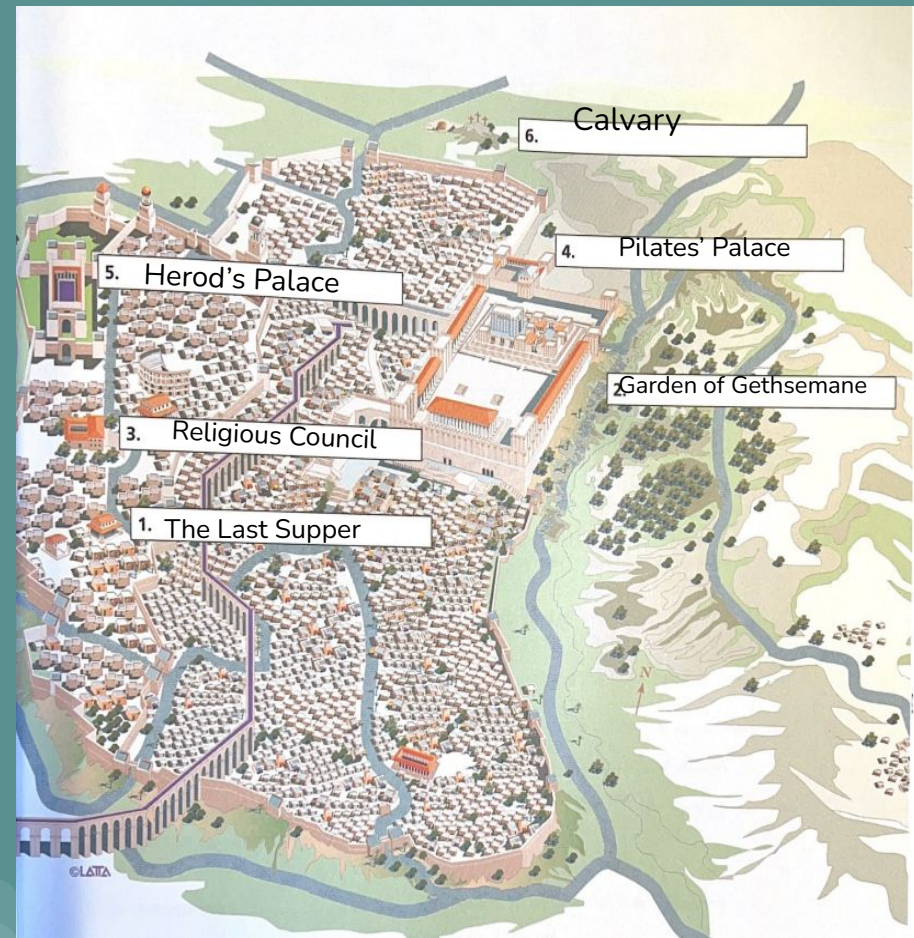 6. Calvary
4. Pilates' Palace
5. Herod's Palace
2. Garden of Gethsemane
3. Religious Council
1. The Last Supper
N
©LATTA